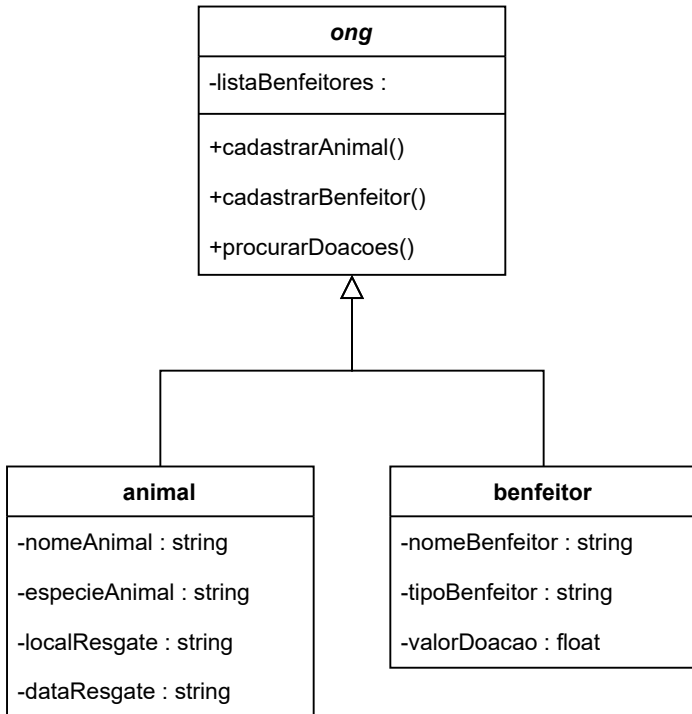 ong
-listaBenfeitores :
+cadastrarAnimal()
+cadastrarBenfeitor()
+procurarDoacoes()
animal
-nomeAnimal : string
-especieAnimal : string
-localResgate : string
-dataResgate : string
benfeitor
-nomeBenfeitor : string
-tipoBenfeitor : string
-valorDoacao : float